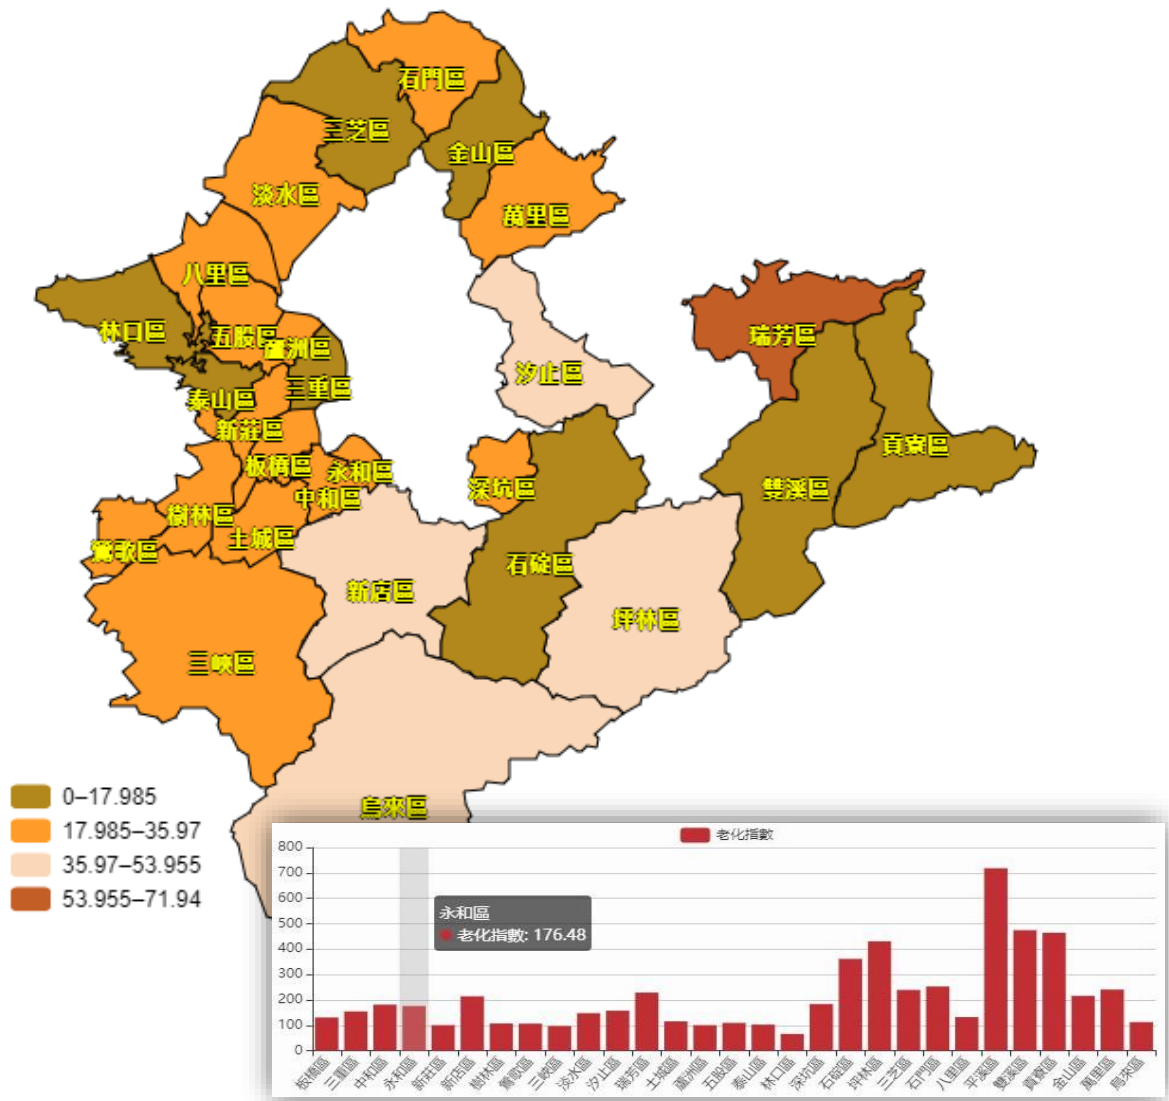 石門區
三芝區
金山區
淡水區
萬里區
八里區
林口區
五股區
瑞芳區
蘆洲區
汐止區
三重區
泰山區
新莊區
貢寮區
板橋區
永和區
深坑區
雙溪區
中和區
樹林區
土城區
鶯歌區
石碇區
新店區
坪林區
三峽區
烏來區
0–17.985
17.985–35.97
35.97–53.955
53.955–71.94
老化指數
800
700
600
500
400
300
200
100
0
永和區
老化指數: 176.48
板橋區
三重區
中和區
永和區
新莊區
新店區
樹林區
鶯歌區
三峽區
淡水區
汐止區
瑞芳區
土城區
蘆洲區
五股區
泰山區
林口區
深坑區
石碇區
坪林區
三芝區
石門區
八里區
平溪區
雙溪區
貢寮區
金山區
萬里區
烏來區